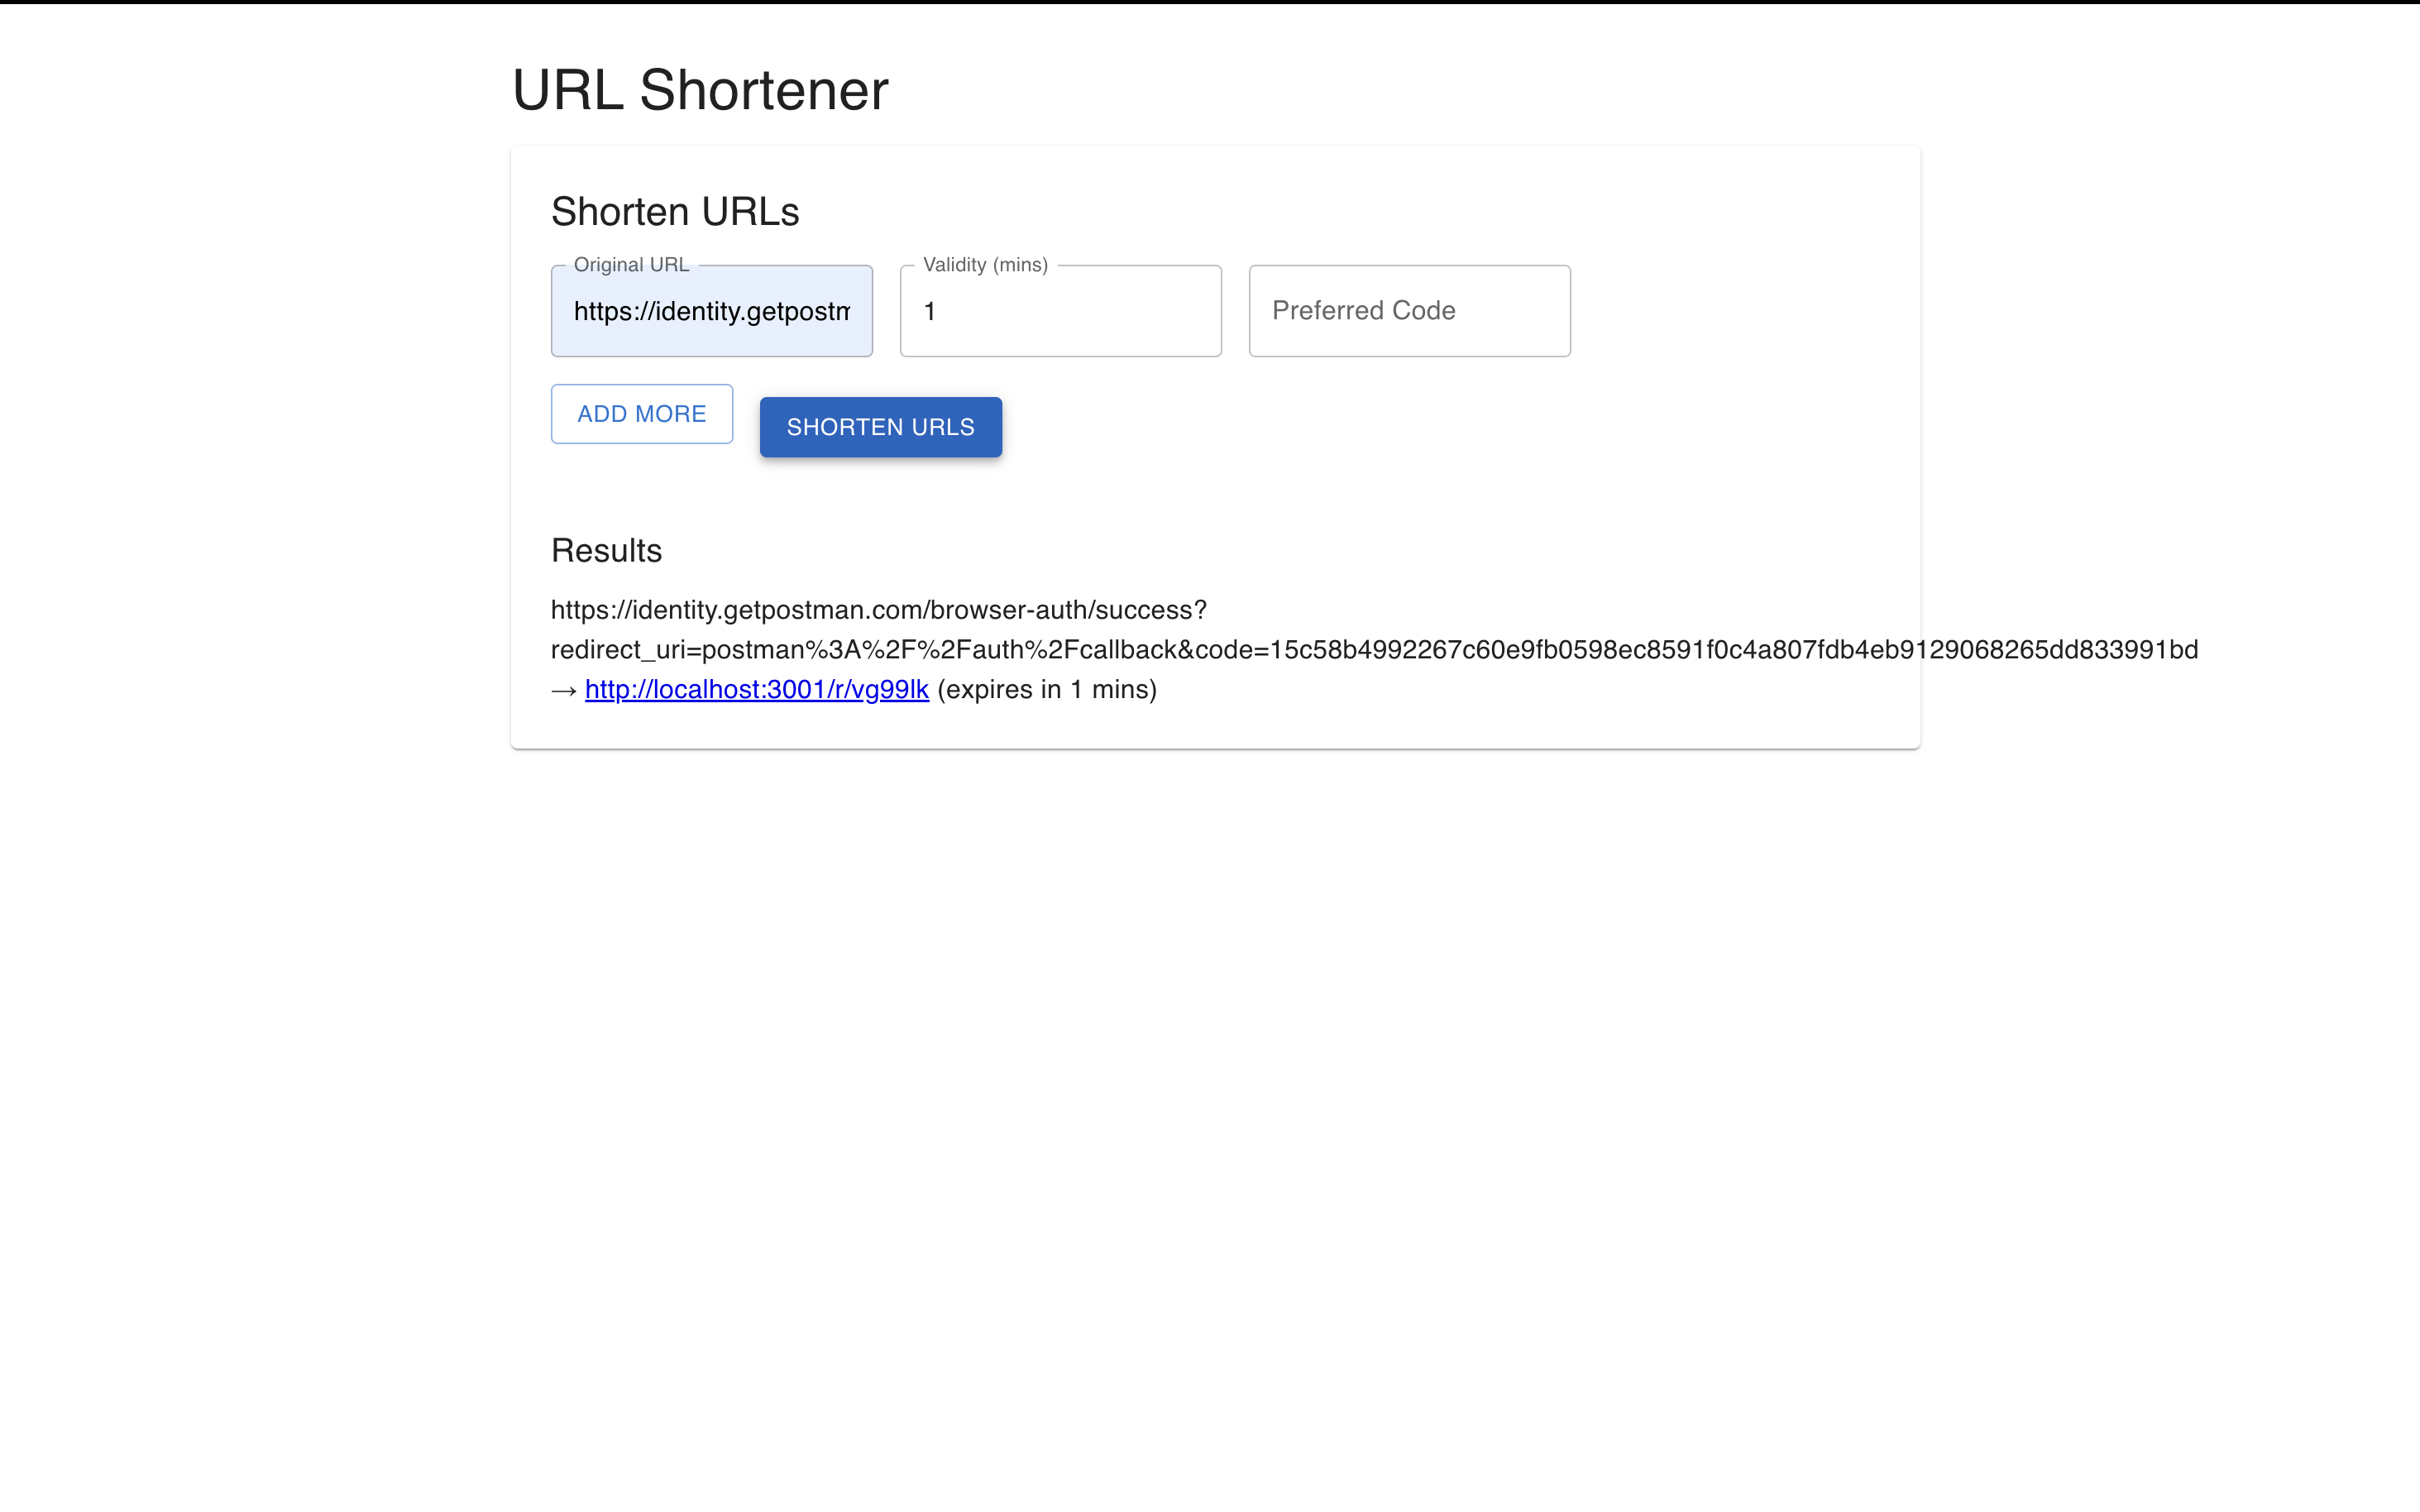 URL Shortener
Shorten URLs
Original URL
https://identity.getpostm
Validity (mins)
1
Preferred Code
ADD MORE
SHORTEN URLS
Results
https://identity.getpostman.com/browser-auth/success?
redirect_uri=postman%3A%2F%2Fauth%2Fcallback&code=15c58b4992267c60e9fb0598ec8591f0c4a807fdb4eb9129068265dd833991bd
→ http://localhost:3001/r/vg99lk (expires in 1 mins)